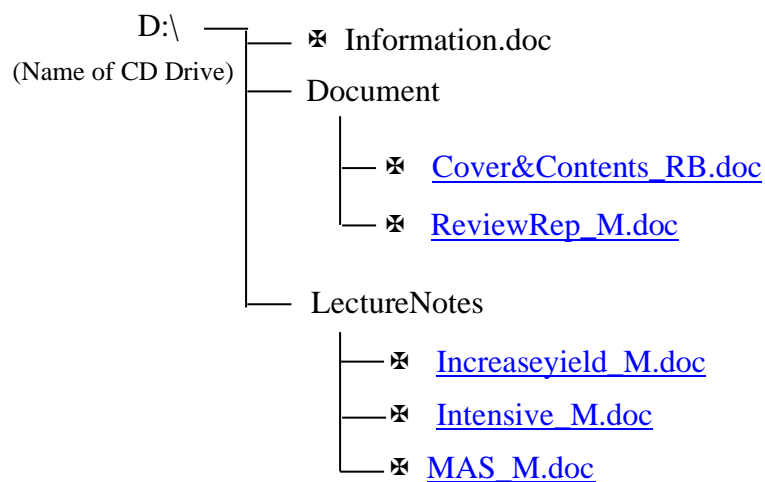 D:\
✠ Information.doc
(Name of CD Drive)
Document
✠ Cover&Contents_RB.doc
✠ ReviewRep_M.doc
LectureNotes
✠ Increaseyield_M.doc
✠ Intensive_M.doc
✠ MAS_M.doc